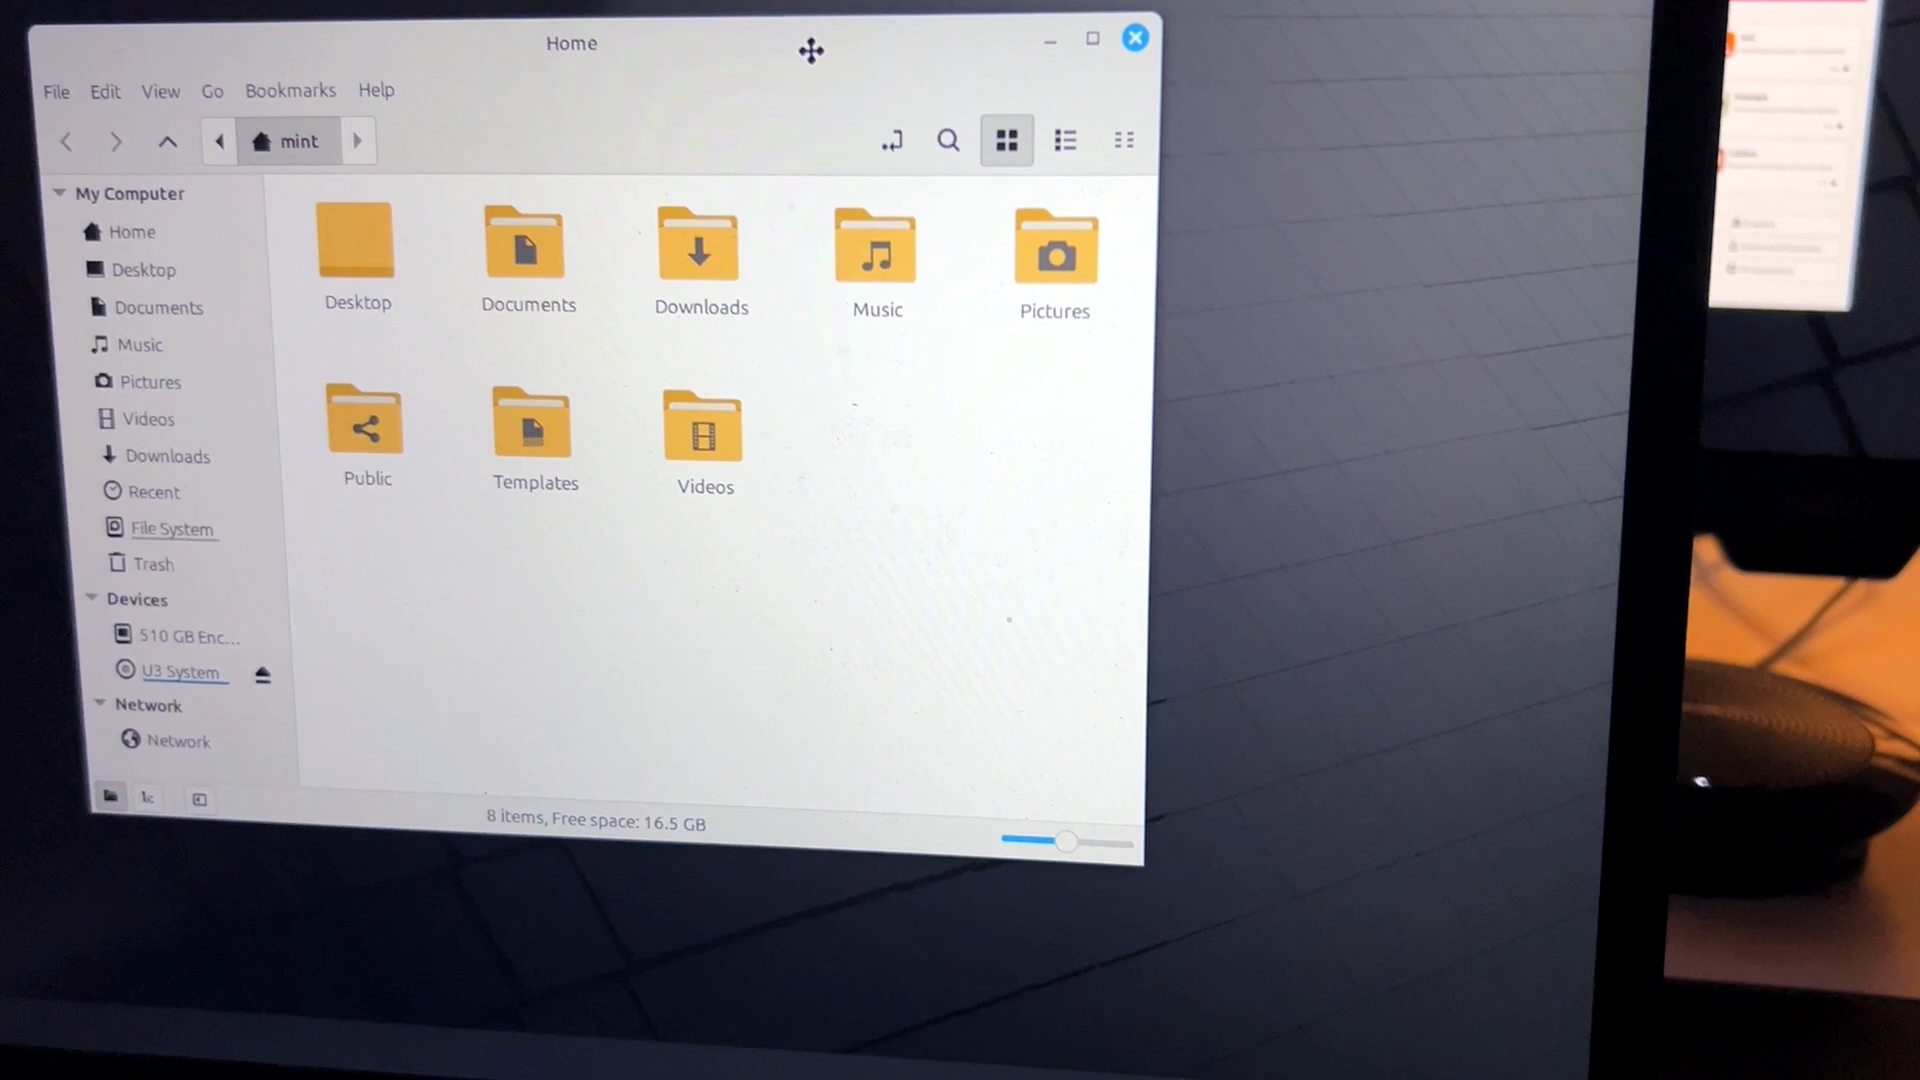 Home
File Edit View Go Bookmarks Help
mint
My Computer
Home
Desktop
Documents
Music
Pictures
Videos
Downloads
Recent
File System
Trash
Devices
510 GB Enc...
U3 System
Network
Network
Desktop Documents Downloads Music Pictures
Public Templates Videos
8 items, Free space: 16.5 GB